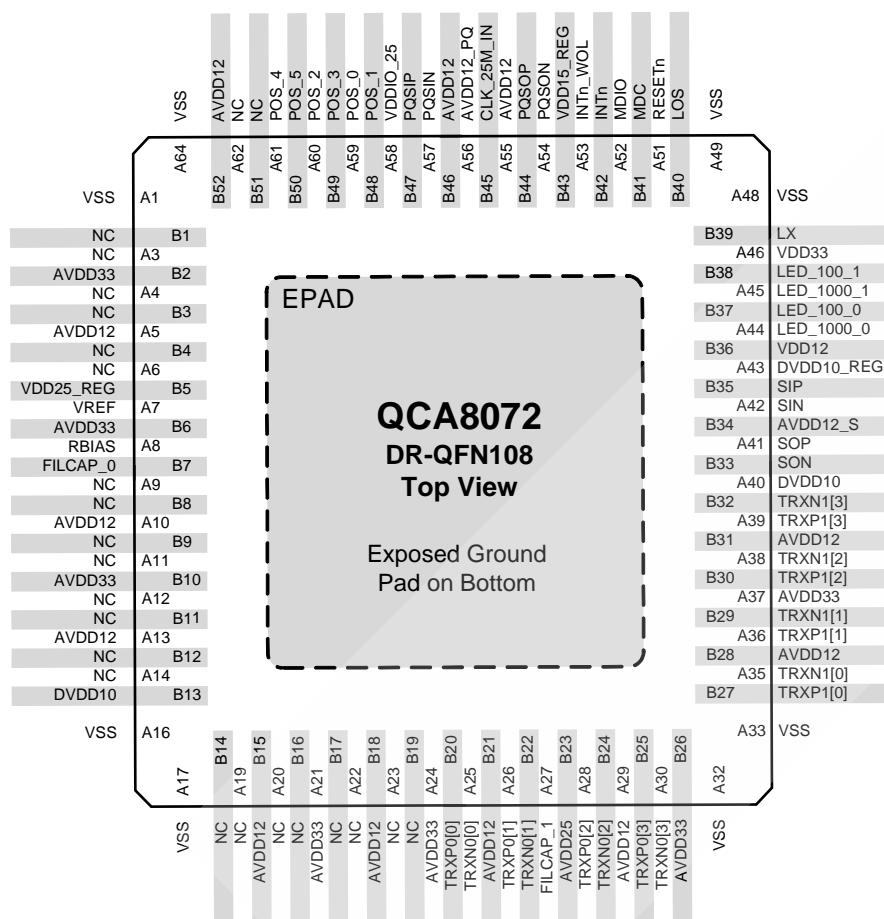 VSS
AVDD12
NC
NC
POS_4
POS_5
POS_2
POS_3
POS_0
POS_1
VDDIO_25
PQSIP
PQSIN
AVDD12
AVDD12_PQ
CLK_25M_IN
AVDD12
PQSOP
PQSON
VDD15_REG
INTn_WOL
INTn
MDIO
MDC
RESETn
LOS
VSS
A64
B52
A62
B51
A61
B50
A60
B49
A59
B48
A58
B47
A57
B46
A56
B45
A55
B44
A54
B43
A53
B42
A52
B41
A51
B40
A49
VSS A1
NC B1
NC A3
AVDD33 B2
NC A4
NC B3
AVDD12 A5
NC B4
NC A6
VDD25_REG B5
VREF A7
AVDD33 B6
RBIAS A8
FILCAP_0 B7
NC A9
NC B8
AVDD12 A10
NC B9
NC A11
AVDD33 B10
NC A12
NC B11
AVDD12 A13
NC B12
NC A14
DVDD10 B13
VSS A16
EPAD
QCA8072
DR-QFN108
Top View
Exposed Ground
Pad on Bottom
A48 VSS
B39 LX
A46 VDD33
B38 LED_100_1
A45 LED_1000_1
B37 LED_100_0
A44 LED_1000_0
B36 VDD12
A43 DVDD10_REG
B35 SIP
A42 SIN
B34 AVDD12_S
A41 SOP
B33 SON
A40 DVDD10
B32 TRXN1[3]
A39 TRXP1[3]
B31 AVDD12
A38 TRXN1[2]
B30 TRXP1[2]
A37 AVDD33
B29 TRXN1[1]
A36 TRXP1[1]
B28 AVDD12
A35 TRXN1[0]
B27 TRXP1[0]
A33 VSS
A17
B14
A19
B15
A20
B16
A21
B17
A22
B18
A23
B19
A24
B20
A25
B21
A26
B22
A27
B23
A28
B24
A29
B25
A30
B26
A32
VSS
NC
NC
AVDD12
NC
NC
AVDD33
NC
NC
AVDD12
NC
NC
AVDD33
TRXP0[0]
TRXN0[0]
AVDD12
TRXP0[1]
TRXN0[1]
FILCAP_1
AVDD25
TRXP0[2]
TRXN0[2]
AVDD12
TRXP0[3]
TRXN0[3]
AVDD33
VSS